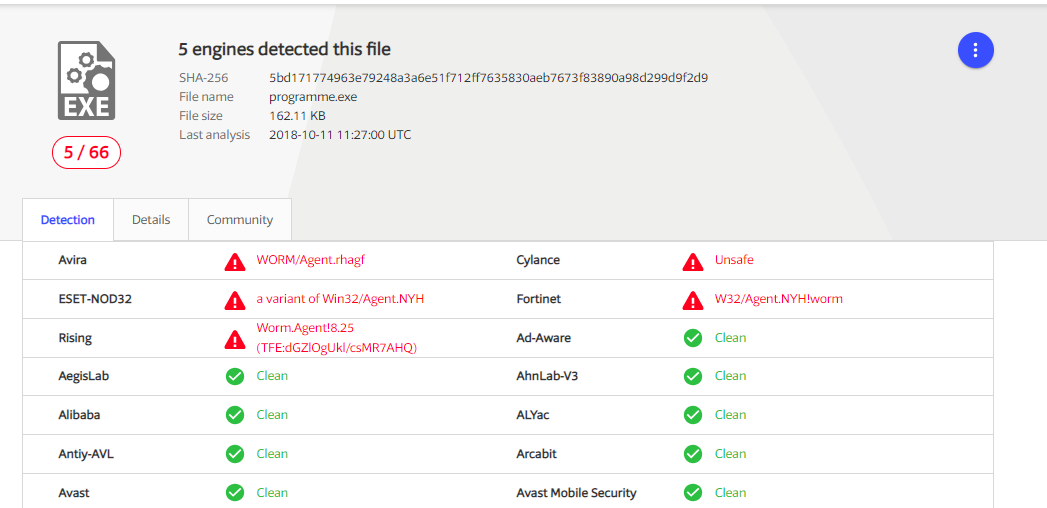 5 engines detected this file
SHA-256 5bd171774963e79248a3a6e51f712ff7635830aeb7673f83890a98d299d9f2d9
File name programme.exe
File size 162.11 KB
Last analysis 2018-10-11 11:27:00 UTC
EXE
5 / 66
Detection Details Community
Avira WORM/Agent.rhagf Cylance Unsafe
ESET-NOD32 a variant of Win32/Agent.NYH Fortinet W32/Agent.NYH!worm
Rising Worm.Agent!8.25 (TFE:dGZlOgUkl/csMR7AHQ) Ad-Aware Clean
AegisLab Clean AhnLab-V3 Clean
Alibaba Clean ALYac Clean
Antiy-AVL Clean Arcabit Clean
Avast Clean Avast Mobile Security Clean